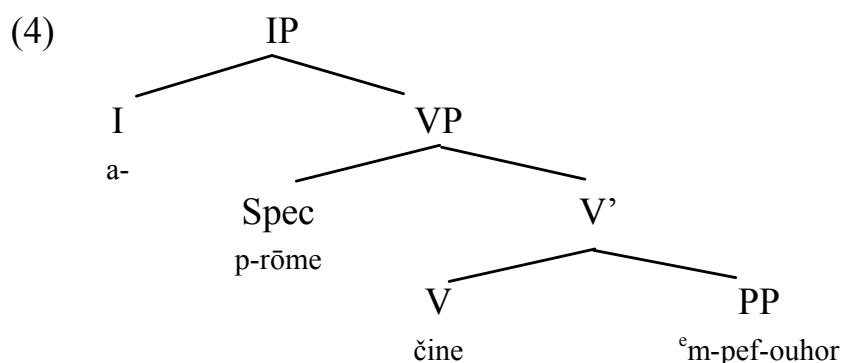 (4) IP
I VP
a-
Spec V’
p-rōme
V PP
čine ᵉm-pef-ouhor